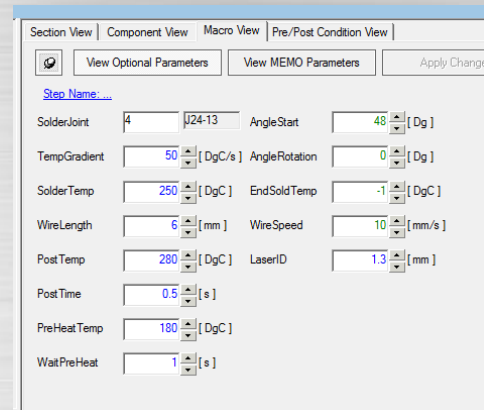 Section View Component View Macro View Pre/Post Condition View
View Optional Parameters View MEMO Parameters Apply Change
Step Name: ...
SolderJoint 4 J24-13 AngleStart 48 [ Dg ]
TempGradient 50 [ DgC/s ] AngleRotation 0 [ Dg ]
SolderTemp 250 [ DgC ] EndSoldTemp -1 [ DgC ]
WireLength 6 [ mm ] WireSpeed 10 [ mm/s ]
PostTemp 280 [ DgC ] LaserID 1.3 [ mm ]
PostTime 0.5 [ s ]
PreHeatTemp 180 [ DgC ]
WaitPreHeat 1 [ s ]